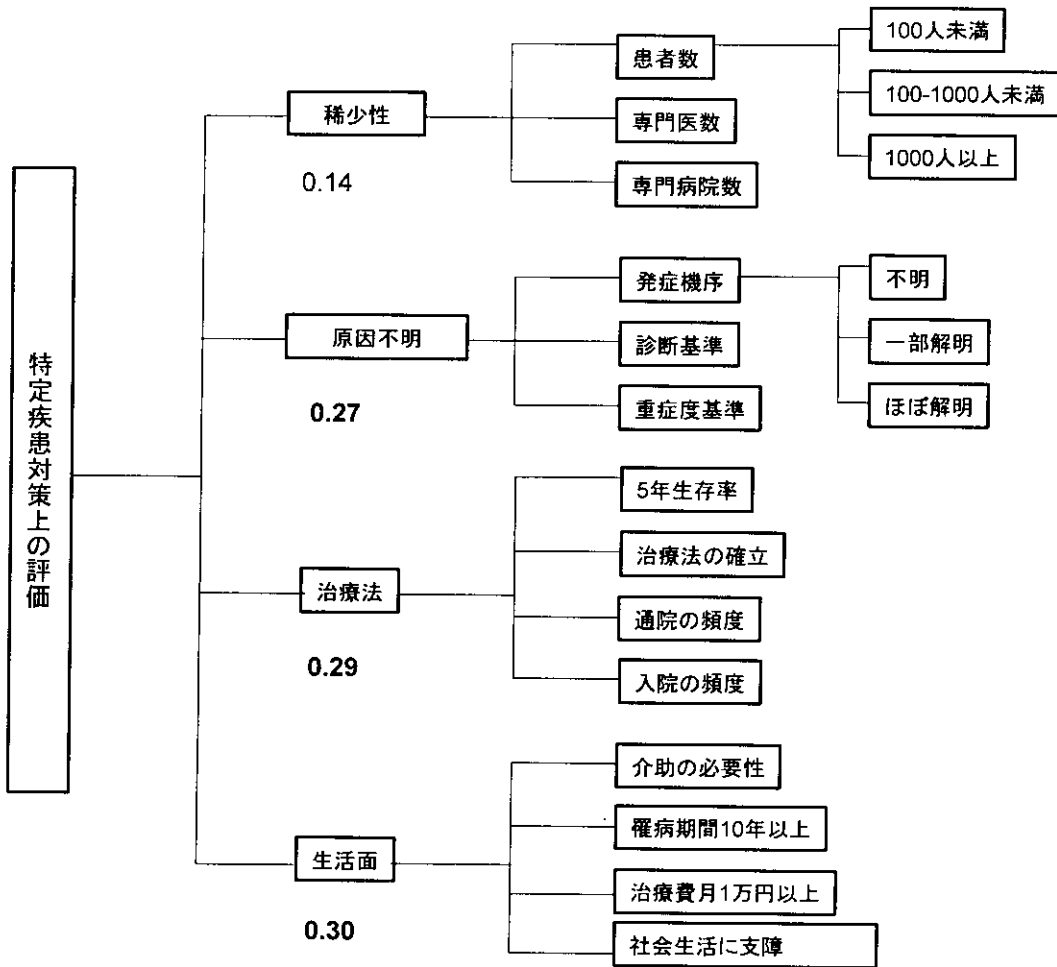 特定疾患対策上の評価
稀少性
0.14
患者数
100人未満
100-1000人未満
1000人以上
専門医数
専門病院数
原因不明
0.27
発症機序
不明
一部解明
ほぼ解明
診断基準
重症度基準
治療法
0.29
5年生存率
治療法の確立
通院の頻度
入院の頻度
生活面
0.30
介助の必要性
罹病期間10年以上
治療費月1万円以上
社会生活に支障